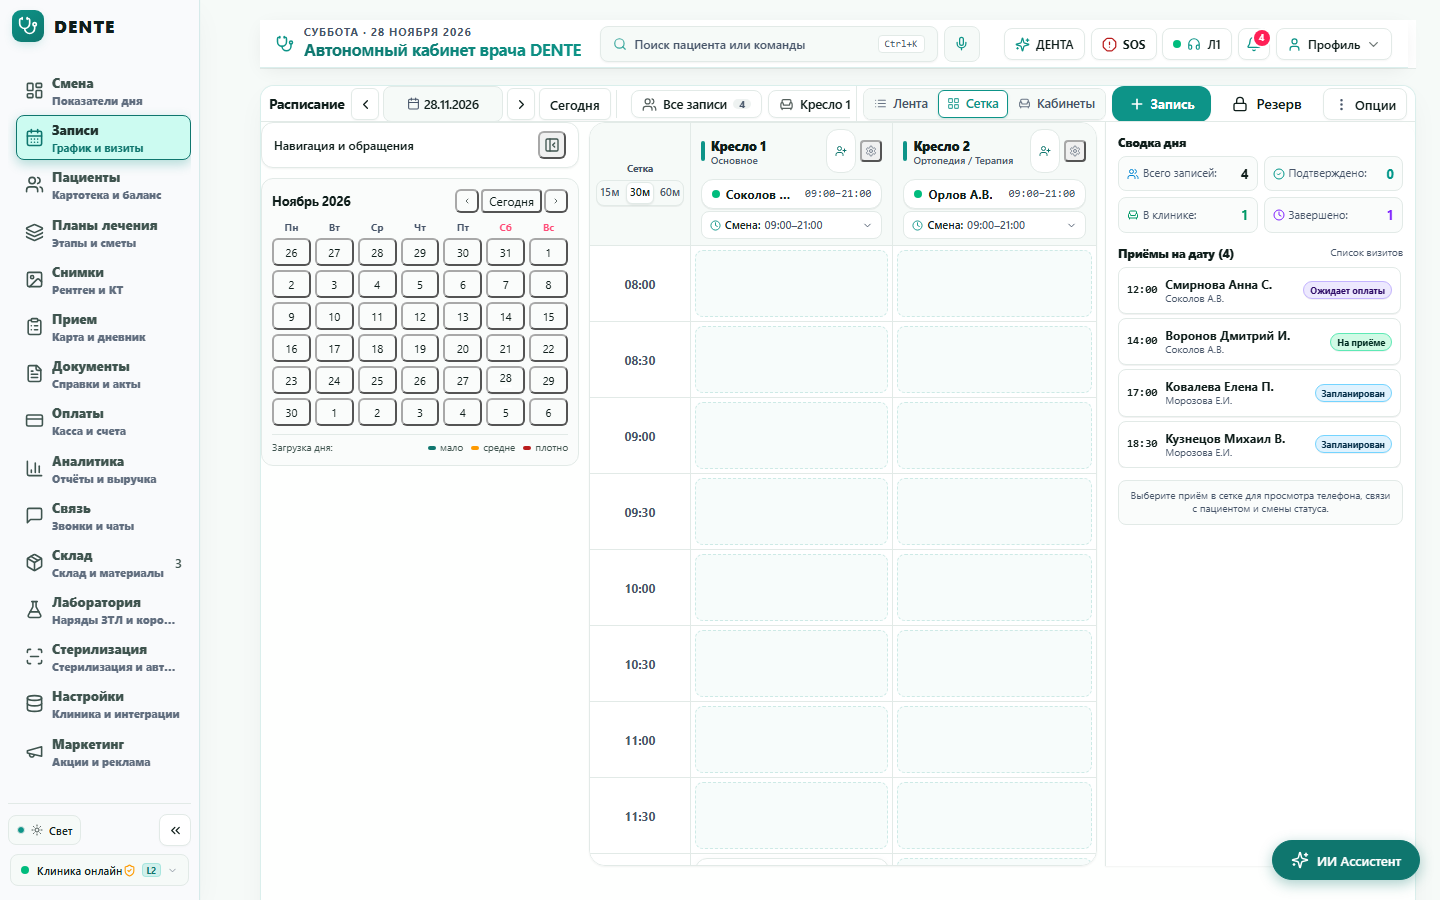 DENTE
Смена
Показатели дня
Записи
График и визиты
Пациенты
Картотека и баланс
Планы лечения
Этапы и сметы
Снимки
Рентген и КТ
Прием
Карта и дневник
Документы
Справки и акты
Оплаты
Касса и счета
Аналитика
Отчёты и выручка
Связь
Звонки и чаты
Склад
Склад и материалы
3
Лаборатория
Наряды ЗТЛ и коро...
Стерилизация
Стерилизация и авт...
Настройки
Клиника и интеграции
Маркетинг
Акции и реклама
Свет
Клиника онлайн L2
СУББОТА · 28 НОЯБРЯ 2026
Автономный кабинет врача DENTE
Поиск пациента или команды Ctrl+K
ДЕНТА
SOS
Л1
4
Профиль
Расписание
28.11.2026
Сегодня
Все записи 4
Кресло 1
Лента
Сетка
Кабинеты
Запись
Резерв
Опции
Навигация и обращения
Ноябрь 2026
‹ Сегодня ›
Пн Вт Ср Чт Пт Сб Вс
26 27 28 29 30 31 1
2 3 4 5 6 7 8
9 10 11 12 13 14 15
16 17 18 19 20 21 22
23 24 25 26 27 28 29
30 1 2 3 4 5 6
Загрузка дня: мало средне плотно
Сетка
15м 30м 60м
Кресло 1
Основное
Соколов ... 09:00–21:00
Смена: 09:00–21:00
Кресло 2
Ортопедия / Терапия
Орлов А.В. 09:00–21:00
Смена: 09:00–21:00
08:00
08:30
09:00
09:30
10:00
10:30
11:00
11:30
Сводка дня
Всего записей: 4
Подтверждено: 0
В клинике: 1
Завершено: 1
Приёмы на дату (4) Список визитов
12:00 Смирнова Анна С. Ожидает оплаты
Соколов А.В.
14:00 Воронов Дмитрий И. На приёме
Соколов А.В.
17:00 Ковалева Елена П. Запланирован
Морозова Е.И.
18:30 Кузнецов Михаил В. Запланирован
Морозова Е.И.
Выберите приём в сетке для просмотра телефона, связи
с пациентом и смены статуса.
ИИ Ассистент